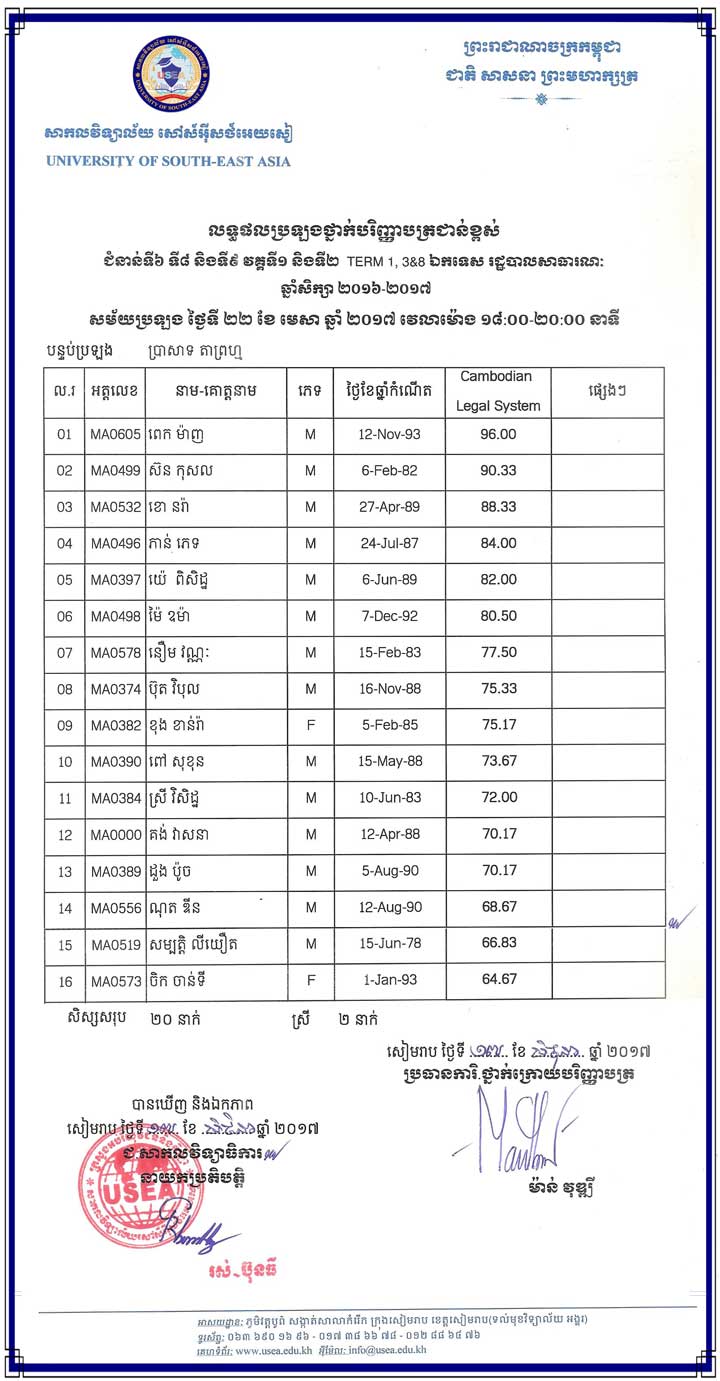 ព្រះរាជាណាចក្រកម្ពុជា
ជាតិ សាសនា ព្រះមហាក្សត្រ
USEA
UNIVERSITY OF SOUTH-EAST ASIA
សាកលវិទ្យាល័យ សៅស៍អ៊ីសថ៍អេយសៀ
UNIVERSITY OF SOUTH-EAST ASIA
លទ្ធផលប្រឡងថ្នាក់បរិញ្ញាបត្រជាន់ខ្ពស់
ជំនាន់ទី៦ ទី៨ និងទី៩ វគ្គទី១ និងទី២ TERM 1, 3&8 ឯកទេស រដ្ឋបាលសាធារណៈ
ឆ្នាំសិក្សា ២០១៦-២០១៧
សម័យប្រឡង ថ្ងៃទី ២២ ខែ មេសា ឆ្នាំ ២០១៧ វេលាម៉ោង ១៨:00-២០:00 នាទី
បន្ទប់ប្រឡង ប្រាសាទ តាព្រហ្ម
ល.រ អត្តលេខ នាម-គោត្តនាម ភេទ ថ្ងៃខែឆ្នាំកំណើត Cambodian Legal System ផ្សេងៗ
01 MA0605 ពេក ម៉ាញ M 12-Nov-93 96.00
02 MA0499 ស៊ន កុសល M 6-Feb-82 90.33
03 MA0532 ខោ នរ៉ា M 27-Apr-89 88.33
04 MA0496 កាន់ ភេទ M 24-Jul-87 84.00
05 MA0397 យ៉េ ពិសិដ្ឋ M 6-Jun-89 82.00
06 MA0498 ម៉ៃ ឌម៉ា M 7-Dec-92 80.50
07 MA0578 នឿម វណ្ណៈ M 15-Feb-83 77.50
08 MA0374 ប៊ុត វិបុល M 16-Nov-88 75.33
09 MA0382 ខុង ខាន់រ៉ា F 5-Feb-85 75.17
10 MA0390 ពៅ សុខុន M 15-May-88 73.67
11 MA0384 ស្រី វិសិដ្ឋ M 10-Jun-83 72.00
12 MA0000 គង់ វាសនា M 12-Apr-88 70.17
13 MA0389 ដួង ប៉ូច M 5-Aug-90 70.17
14 MA0556 ណុត ឌីន M 12-Aug-90 68.67
15 MA0519 សម្បត្តិ លីយឿត M 15-Jun-78 66.83
16 MA0573 ចិក ចាន់ទី F 1-Jan-93 64.67
សិស្សសរុប ២០ នាក់ ស្រី ២ នាក់
សៀមរាប ថ្ងៃទី ១៧ ខែ ឆ្នាំ ២០១៧
ប្រធានការិ.ថ្នាក់ក្រោយបរិញ្ញាបត្រ
ម៉ាន់ វុឌ្ឍី
បានឃើញ និងឯកភាព
សៀមរាប ថ្ងៃទី ១៧ ខែ ឆ្នាំ ២០១៧
ជ.សាកលវិទ្យាធិការ
នាយកប្រតិបត្តិ
USEA
រស់ ប៊ុនធី
អាសយដ្ឋាន: ភូមិវត្តបូព៌ សង្កាត់សាលាកំរើក ក្រុងសៀមរាប ខេត្តសៀមរាប(ទល់មុខវិទ្យាល័យ អង្គរ)
ទូរស័ព្ទ: ០៦៣ ៦៩០ ១៦ ៩៦ - ០១៧ ៣៨ ៦៦ ៧៨ - ០១២ ៨៨ ៦៤ ៧៦
គេហទំព័រ: www.usea.edu.kh អ៊ីម៉ែល: info@usea.edu.kh